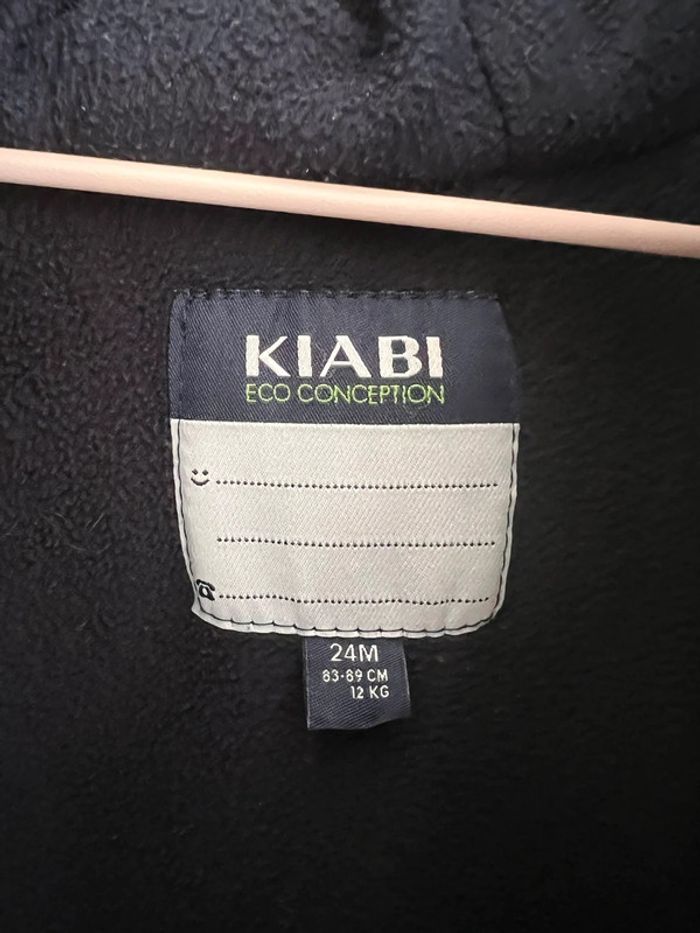 KIABI
ECO CONCEPTION
24M
83-89 CM
12 KG